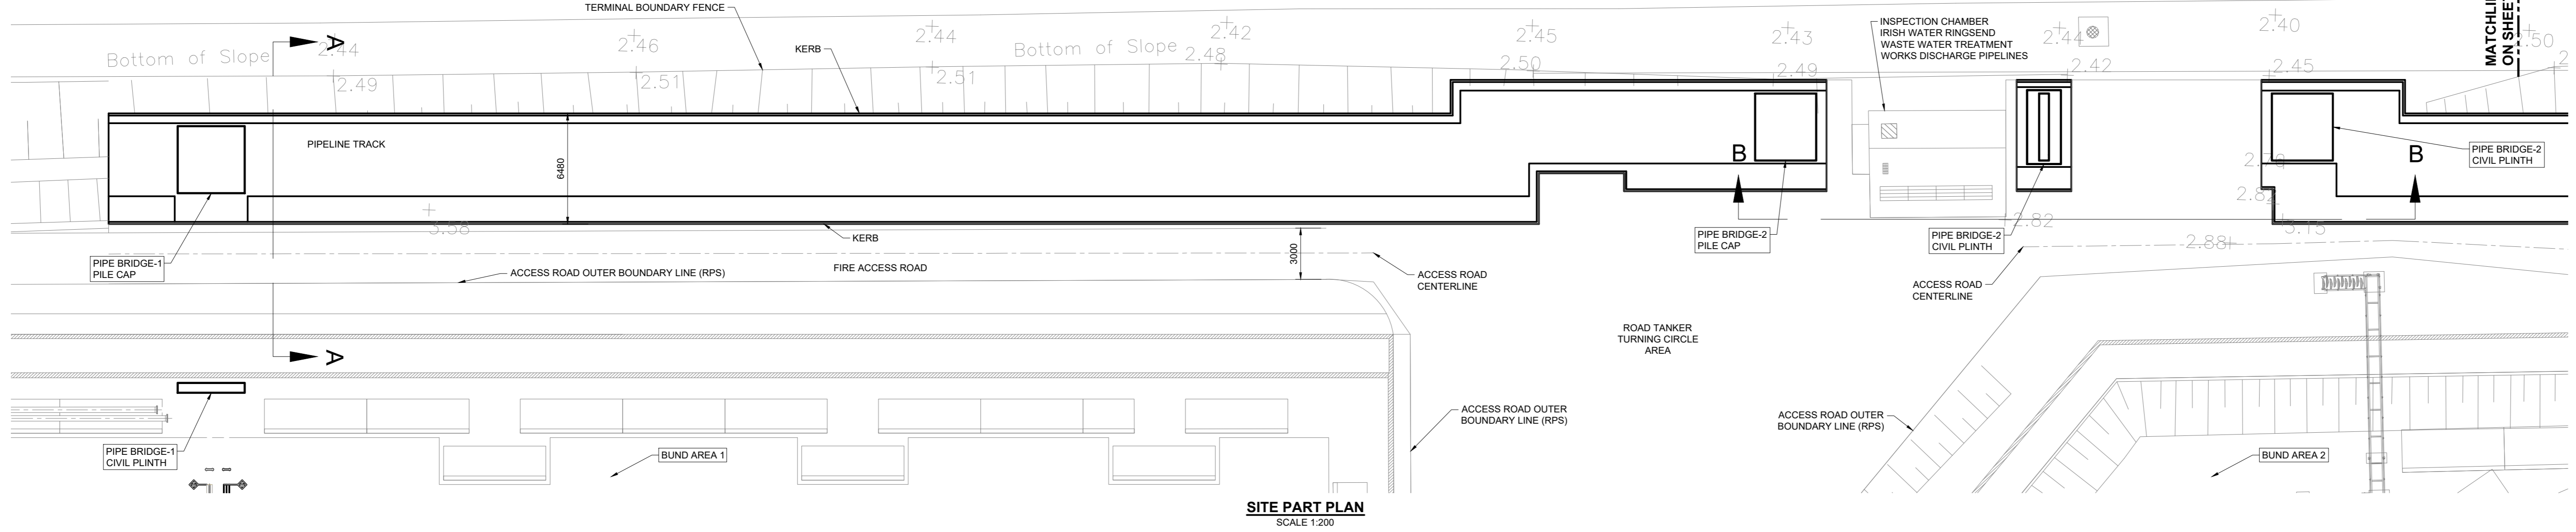 TERMINAL BOUNDARY FENCE
MATCHLI
ON SHEET
INSPECTION CHAMBER
IRISH WATER RINGSEND
WASTE WATER TREATMENT
WORKS DISCHARGE PIPELINES
A
2.44
2.46
2.44
2.42
2.45
2.43
2.44
2.40
2.50
Bottom of Slope
KERB
Bottom of Slope
2.48
2.49
2.51
2.51
2.50
2.49
2.42
2.45
PIPELINE TRACK
6480
B
B
PIPE BRIDGE-2
CIVIL PLINTH
3.58
2.82
KERB
PIPE BRIDGE-2
PILE CAP
PIPE BRIDGE-2
CIVIL PLINTH
2.88
3.15
PIPE BRIDGE-1
PILE CAP
ACCESS ROAD OUTER BOUNDARY LINE (RPS)
FIRE ACCESS ROAD
3000
ACCESS ROAD
CENTERLINE
ACCESS ROAD
CENTERLINE
ROAD TANKER
TURNING CIRCLE
AREA
A
ACCESS ROAD OUTER
BOUNDARY LINE (RPS)
ACCESS ROAD OUTER
BOUNDARY LINE (RPS)
PIPE BRIDGE-1
CIVIL PLINTH
BUND AREA 1
BUND AREA 2
SITE PART PLAN
SCALE 1:200